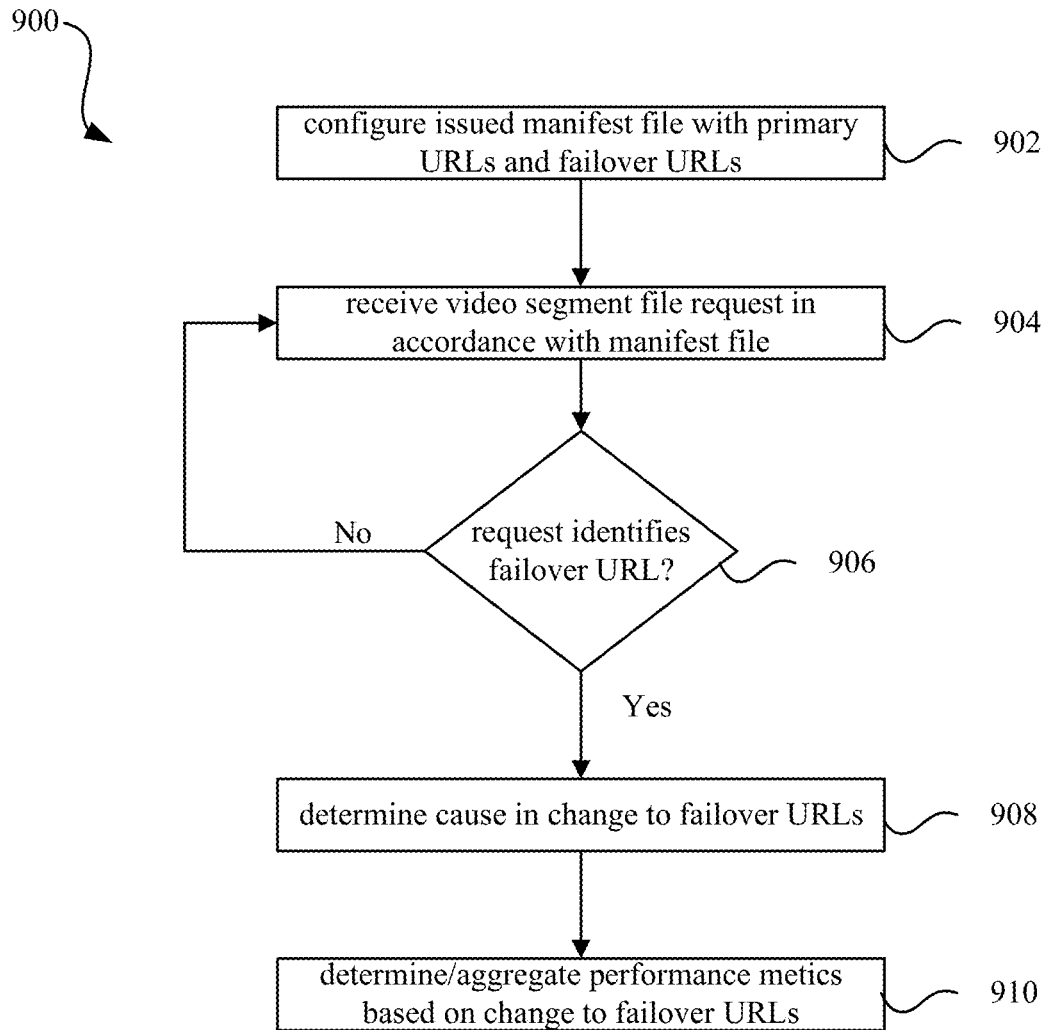 900
configure issued manifest file with primary
URLs and failover URLs
902
receive video segment file request in
accordance with manifest file
904
request identifies
failover URL?
906
No
Yes
determine cause in change to failover URLs
908
determine/aggregate performance metics
based on change to failover URLs
910